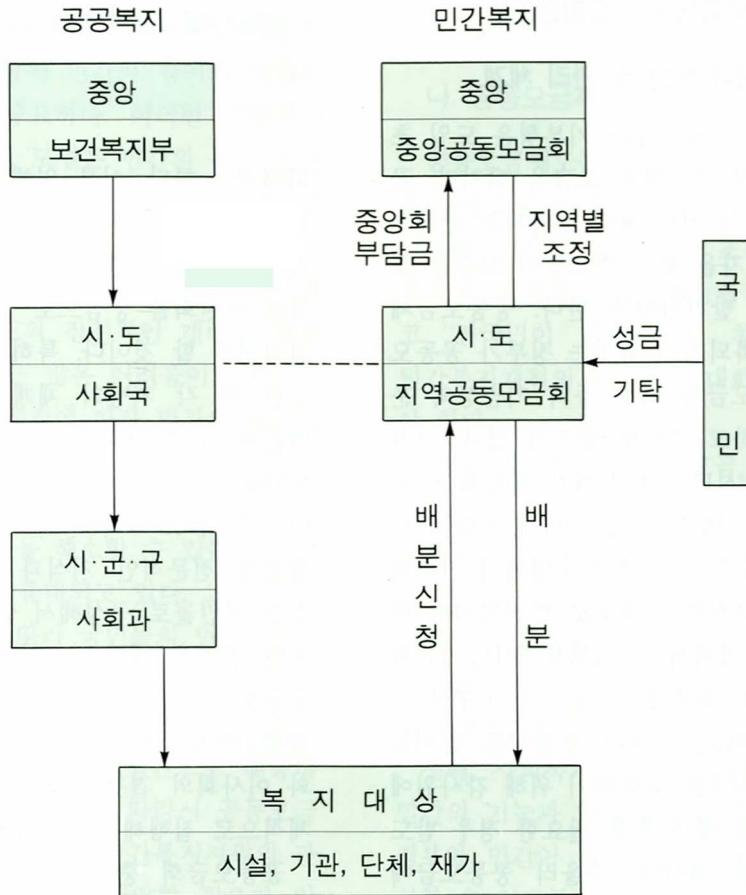 공공복지 민간복지
중앙 중앙
보건복지부 중앙공동모금회
중앙회 지역별
부담금 조정
시·도 시·도
사회국 지역공동모금회
성금
기탁
국
민
시·군·구
사회과
배분신청
배분
복지대상
시설, 기관, 단체, 재가